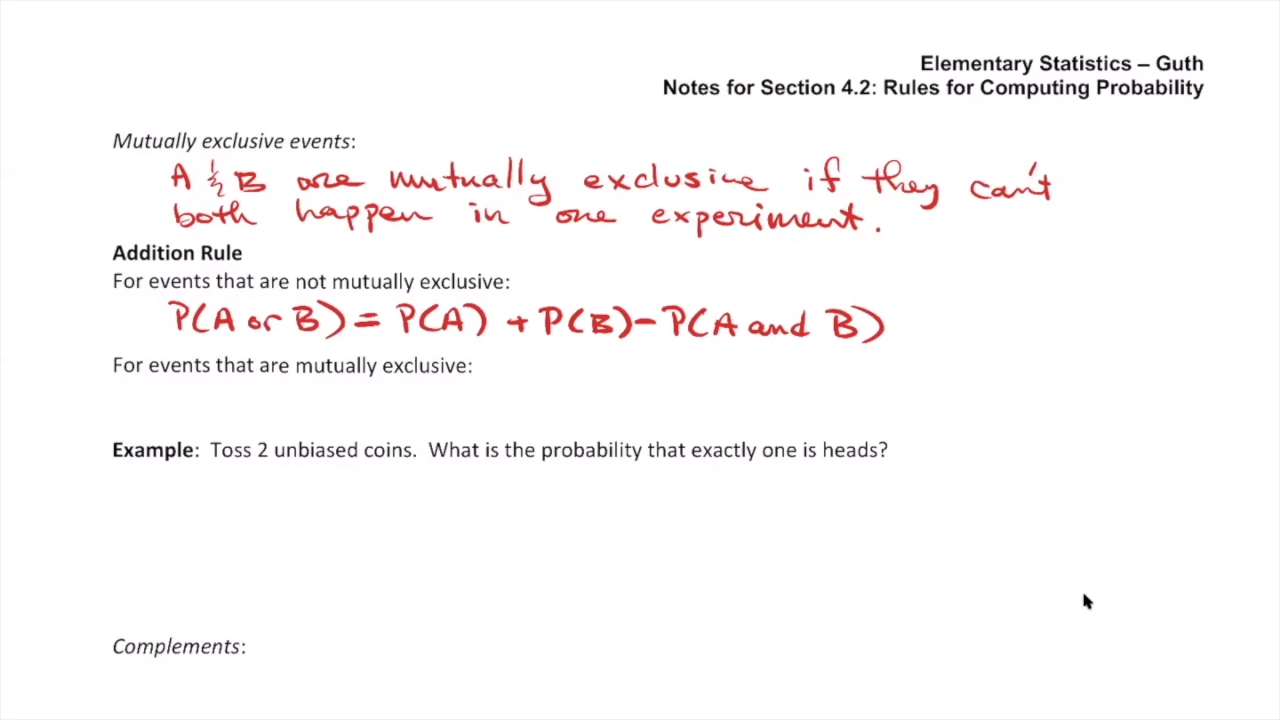 Elementary Statistics – Guth
Notes for Section 4.2: Rules for Computing Probability
Mutually exclusive events:
A & B are mutually exclusive if they can't
both happen in one experiment.
Addition Rule
For events that are not mutually exclusive:
P(A or B) = P(A) + P(B) - P(A and B)
For events that are mutually exclusive:
Example: Toss 2 unbiased coins. What is the probability that exactly one is heads?
Complements: